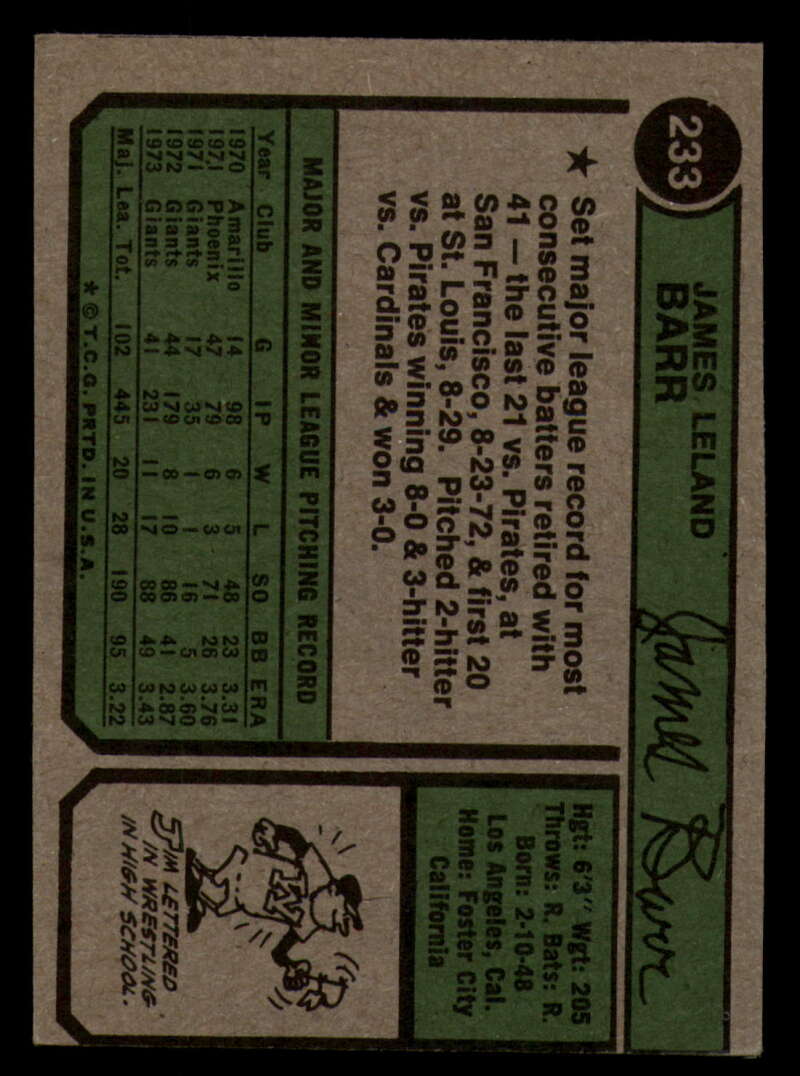 233
JAMES LELAND
BARR
James Barr
★ Set major league record for most
consecutive batters retired with
41 – the last 21 vs. Pirates, at
San Francisco, 8-23-72, & first 20
at St. Louis, 8-29. Pitched 2-hitter
vs. Pirates winning 8-0 & 3-hitter
vs. Cardinals & won 3-0.
MAJOR AND MINOR LEAGUE PITCHING RECORD
Year Club G IP W L SO BB ERA
1970 Amarillo 14 98 6 5 48 23 3.31
1971 Phoenix 47 79 6 3 71 26 3.76
1971 Giants 17 35 1 1 16 5 3.60
1972 Giants 44 179 8 10 86 41 2.87
1973 Giants 41 231 11 17 88 49 3.43
Maj. Lea. Tot. 102 445 20 28 190 95 3.22
* © T.C.G. PRTD. IN U.S.A.
Hgt: 6'3" Wgt: 205
Throws: R. Bats: R.
Born: 2-10-48
Los Angeles, Cal.
Home: Foster City
California
JIM LETTERED
IN WRESTLING
IN HIGH SCHOOL.